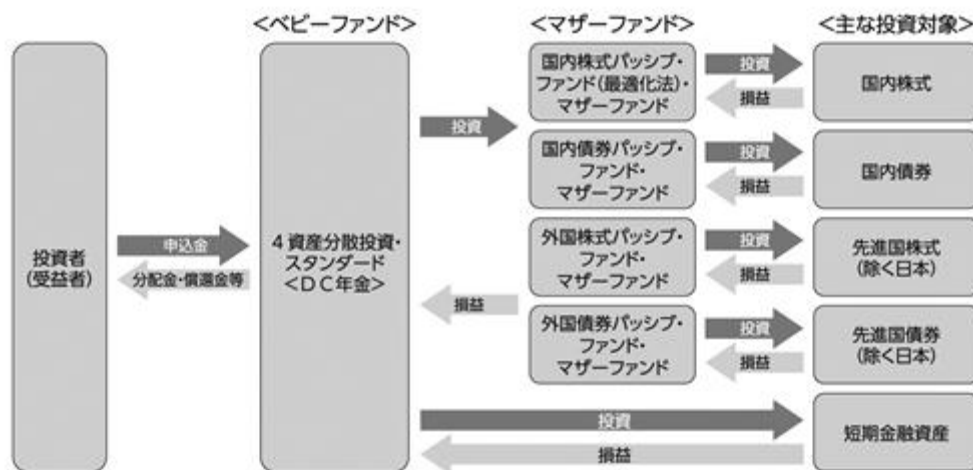 <ベビーファンド>
<マザーファンド>
<主な投資対象>
投資者
(受益者)
申込金
分配金・償還金等
4資産分散投資・
スタンダード
<DC年金>
投資
損益
国内株式パッシブ・
ファンド(最適化法)・
マザーファンド
投資
損益
国内株式
国内債券パッシブ・
ファンド・
マザーファンド
投資
損益
国内債券
外国株式パッシブ・
ファンド・
マザーファンド
投資
損益
先進国株式
(除く日本)
外国債券パッシブ・
ファンド・
マザーファンド
投資
損益
先進国債券
(除く日本)
投資
損益
短期金融資産